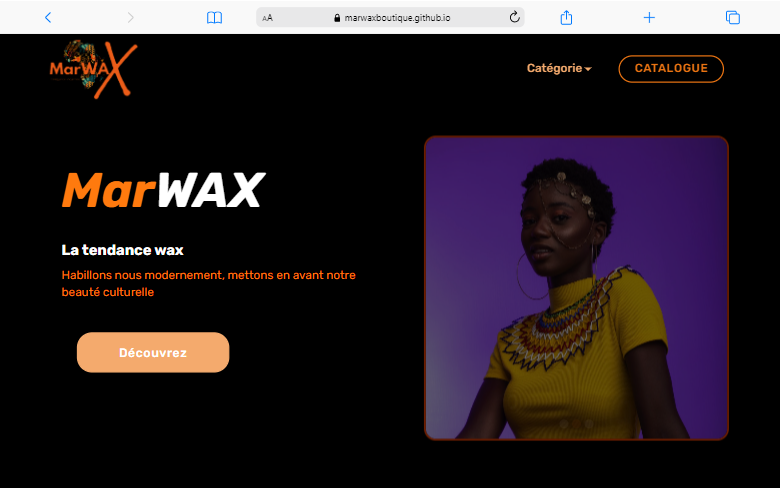 AA
marwaxboutique.github.io
MarWAX
Catégorie
CATALOGUE
MarWAX
La tendance wax
Habillons nous modernement, mettons en avant notre
beauté culturelle
Découvrez